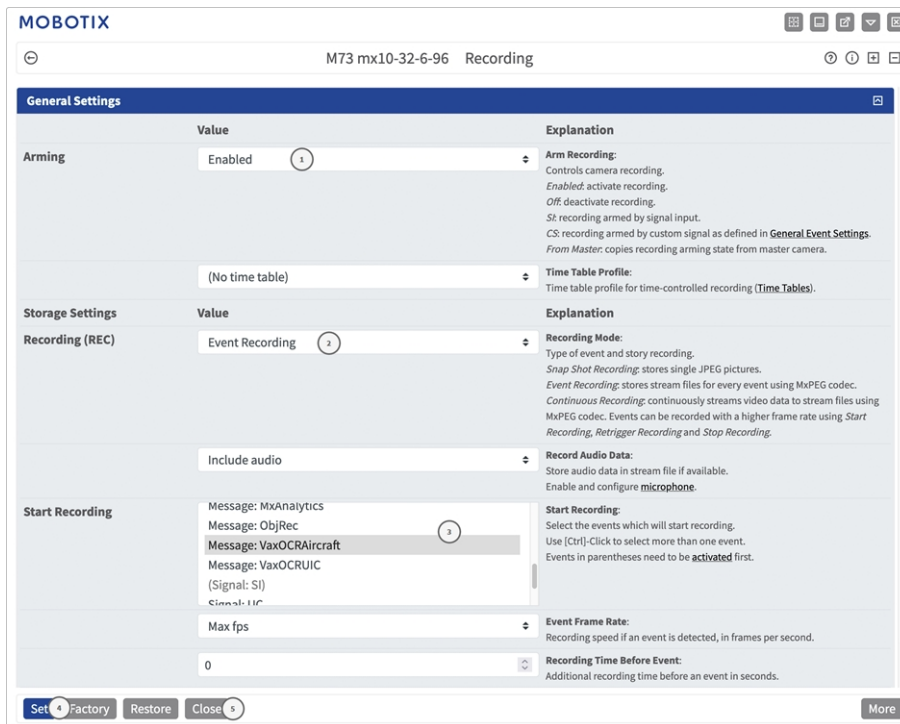 MOBOTIX
M73 mx10-32-6-96 Recording
General Settings
Value Explanation
Arming Enabled 1 Arm Recording:
Controls camera recording.
Enabled: activate recording.
Off: deactivate recording.
SI: recording armed by signal input.
CS: recording armed by custom signal as defined in General Event Settings.
From Master: copies recording arming state from master camera.
(No time table) Time Table Profile:
Time table profile for time-controlled recording (Time Tables).
Storage Settings Value Explanation
Recording (REC) Event Recording 2 Recording Mode:
Type of event and story recording.
Snap Shot Recording: stores single JPEG pictures.
Event Recording: stores stream files for every event using MxPEG codec.
Continuous Recording: continuously streams video data to stream files using
MxPEG codec. Events can be recorded with a higher frame rate using Start
Recording, Retrigger Recording and Stop Recording.
Include audio Record Audio Data:
Store audio data in stream file if available.
Enable and configure microphone.
Start Recording Message: MxAnalytics Start Recording:
Message: ObjRec 3 Select the events which will start recording.
Message: VaxOCRAircraft Use [Ctrl]-Click to select more than one event.
Message: VaxOCRUIC Events in parentheses need to be activated first.
(Signal: SI)
Signal: UC
Max fps Event Frame Rate:
Recording speed if an event is detected, in frames per second.
0 Recording Time Before Event:
Additional recording time before an event in seconds.
Set 4 Factory Restore Close 5 More